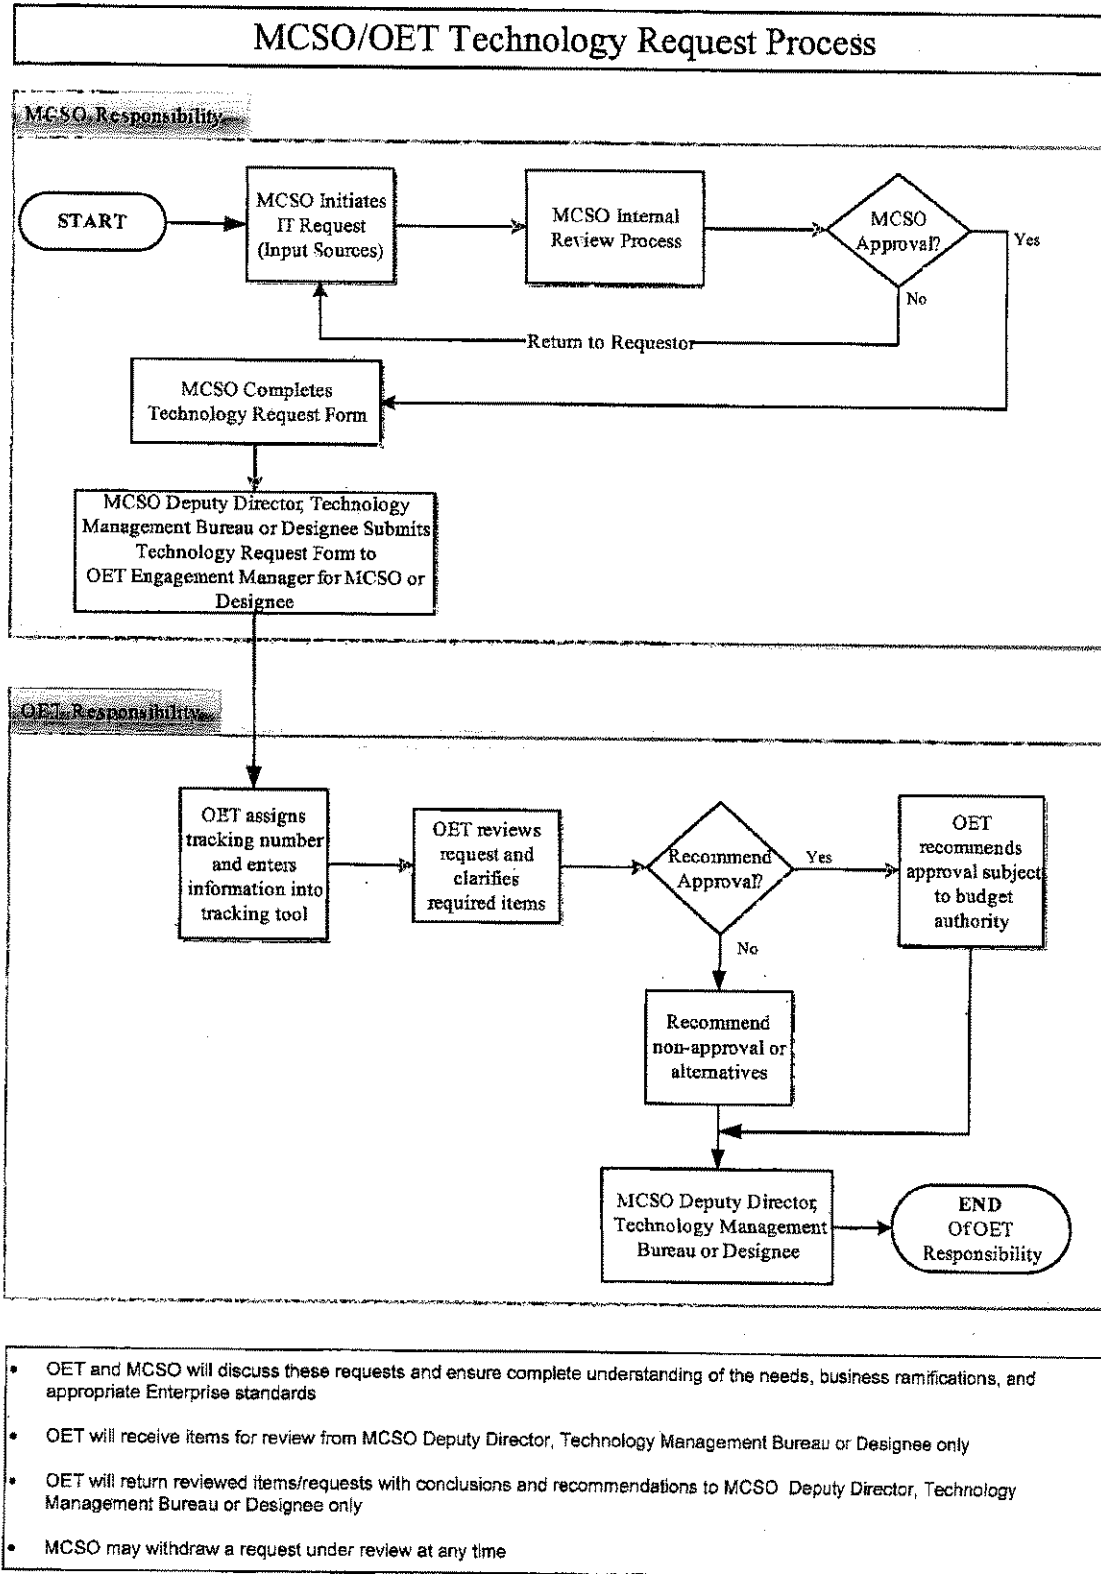 MCSO/OET Technology Request Process
MCSO Responsibility
START
MCSO Initiates
IT Request
(Input Sources)
MCSO Internal
Review Process
MCSO
Approval?
Yes
No
Return to Requestor
MCSO Completes
Technology Request Form
MCSO Deputy Director, Technology
Management Bureau or Designee Submits
Technology Request Form to
OET Engagement Manager for MCSO or
Designee
OET Responsibility
OET assigns
tracking number
and enters
information into
tracking tool
OET reviews
request and
clarifies
required items
Recommend
Approval?
Yes
No
OET
recommends
approval subject
to budget
authority
Recommend
non-approval or
alternatives
MCSO Deputy Director,
Technology Management
Bureau or Designee
END
Of OET
Responsibility
• OET and MCSO will discuss these requests and ensure complete understanding of the needs, business ramifications, and
appropriate Enterprise standards
• OET will receive items for review from MCSO Deputy Director, Technology Management Bureau or Designee only
• OET will return reviewed items/requests with conclusions and recommendations to MCSO Deputy Director, Technology
Management Bureau or Designee only
• MCSO may withdraw a request under review at any time